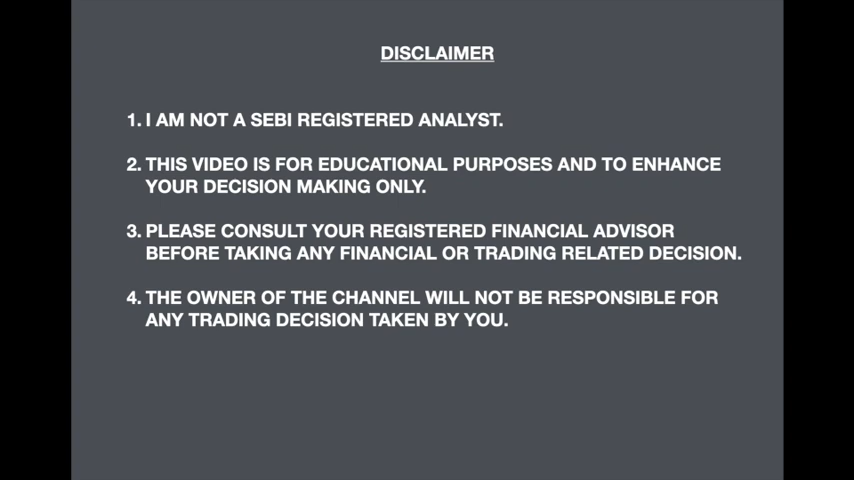 DISCLAIMER
1. I AM NOT A SEBI REGISTERED ANALYST.
2. THIS VIDEO IS FOR EDUCATIONAL PURPOSES AND TO ENHANCE
YOUR DECISION MAKING ONLY.
3. PLEASE CONSULT YOUR REGISTERED FINANCIAL ADVISOR
BEFORE TAKING ANY FINANCIAL OR TRADING RELATED DECISION.
4. THE OWNER OF THE CHANNEL WILL NOT BE RESPONSIBLE FOR
ANY TRADING DECISION TAKEN BY YOU.